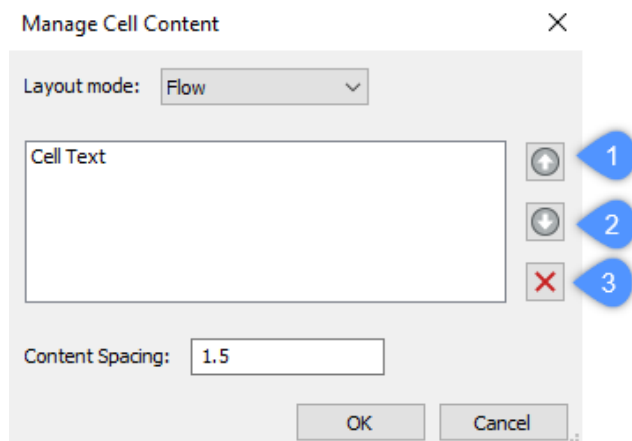 Manage Cell Content
Layout mode: Flow
Cell Text
1
2
3
Content Spacing: 1.5
OK Cancel